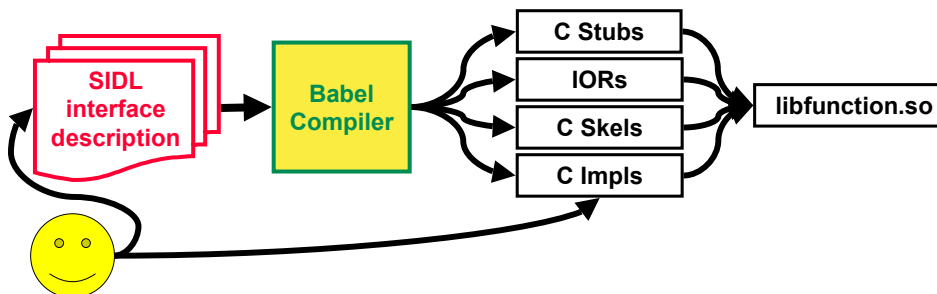 SIDL
interface
description
Babel
Compiler
C Stubs
IORs
C Skels
C Impls
libfunction.so